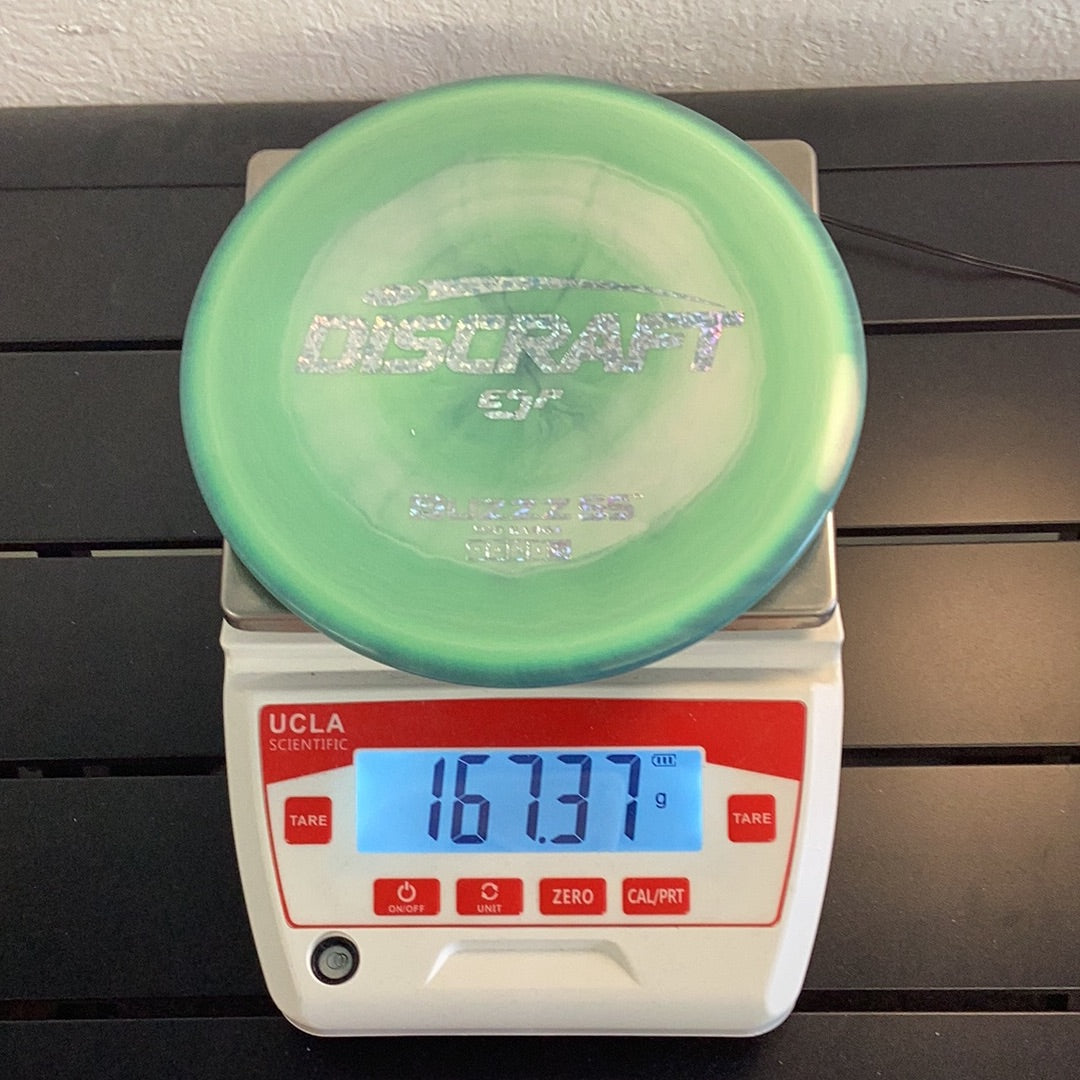 DISCRAFT
ESP
BUZZZ SS
UCLA
SCIENTIFIC
167.37 g
TARE
TARE
ON/OFF
UNIT
ZERO
CAL/PRT